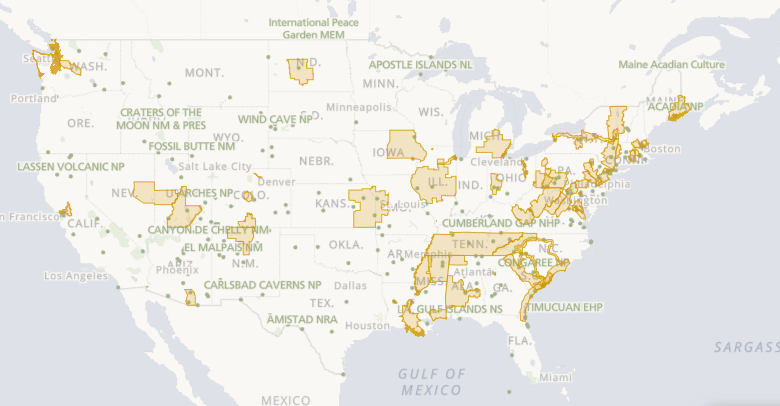 International Peace
Garden MEM
Seattle
WASH.
N.D.
MONT.
APOSTLE ISLANDS NL
Maine Acadian Culture
MINN.
Portland
CRATERS OF THE
MOON NM & PRES
Minneapolis
WIS.
MAINE
ACADIA NP
ORE.
S.D.
WIND CAVE NP
MICH.
WYO.
FOSSIL BUTTE NM
IOWA
Boston
CONN.
LASSEN VOLCANIC NP
Salt Lake City
NEBR.
Cleveland
PA.
Philadelphia
Denver
ILL.
IND.
OHIO
NEV.
ARCHES NP
COLO.
KANS.
St. Louis
Washington
n Francisco
CALIF.
CANYON DE CHELLY NM
CUMBERLAND GAP NHP
EL MALPAIS NM
OKLA.
AR
Memphis
TENN.
N.C.
Los Angeles
ARIZ.
Phoenix
N.M.
Atlanta
CONGAREE NP
CARLSBAD CAVERNS NP
Dallas
MISS.
ALA.
GA.
TEX.
AMISTAD NRA
GULF ISLANDS NS
TIMUCUAN EHP
Houston
FLA.
SARGASS
GULF OF
MEXICO
Miami
MEXICO